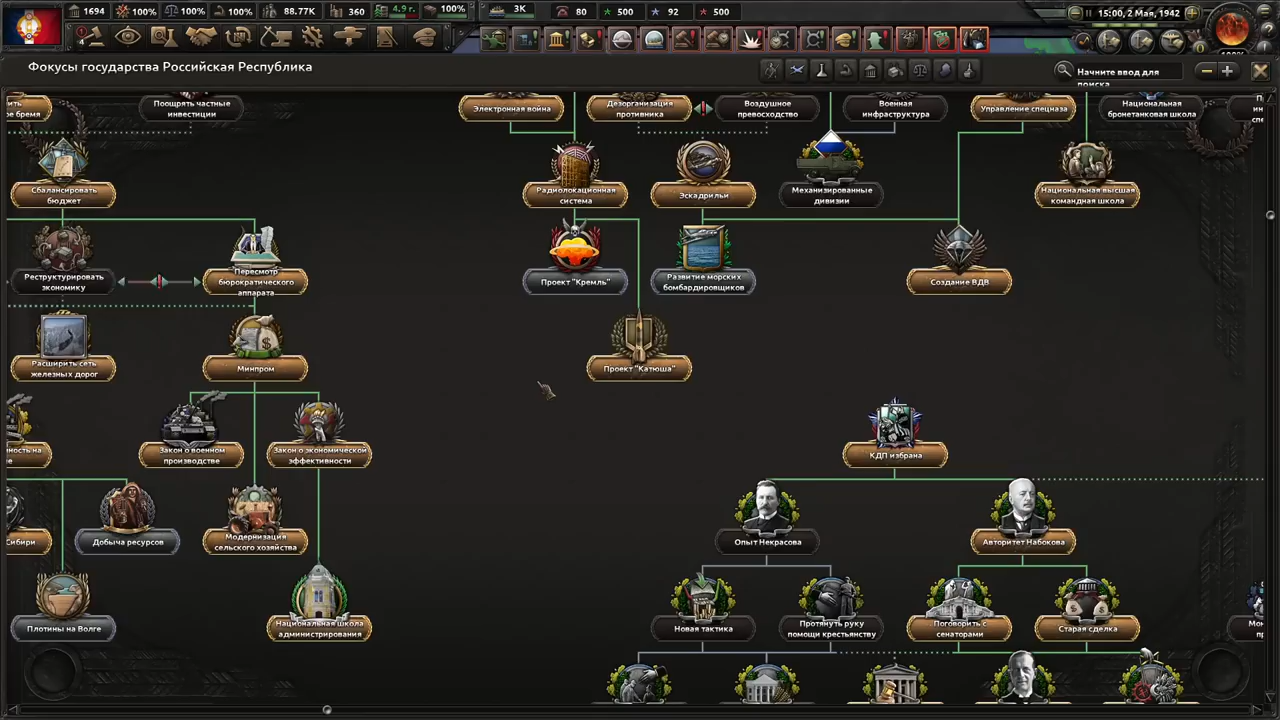 1694
100%
100%
100%
88.77K
360
4.9 г.
100%
3K
80
500
92
500
15:00, 2 Мая, 1942
Фокусы государства Российская Республика
Начните ввод для
поиска
Поощрять частные
инвестиции
Электронная война
Дезорганизация
противника
Воздушное
превосходство
Военная
инфраструктура
Управление спецназа
Национальная
бронетанковая школа
Сбалансировать
бюджет
Радиолокационная
система
Эскадрильи
Механизированные
дивизии
Национальная высшая
командная школа
Реструктурировать
экономику
Пересмотр
бюрократического
аппарата
Проект "Кремль"
Развитие морских
бомбардировщиков
Создание ВДВ
Расширить сеть
железных дорог
Минпром
Проект "Катюша"
Закон о военном
производстве
Закон о экономической
эффективности
КДП избрана
Сибири
Добыча ресурсов
Модернизация
сельского хозяйства
Опыт Некрасова
Авторитет Набокова
Плотины на Волге
Национальная школа
администрирования
Новая тактика
Протянуть руку
помощи крестьянству
Поговорить с
сенаторами
Старая сделка